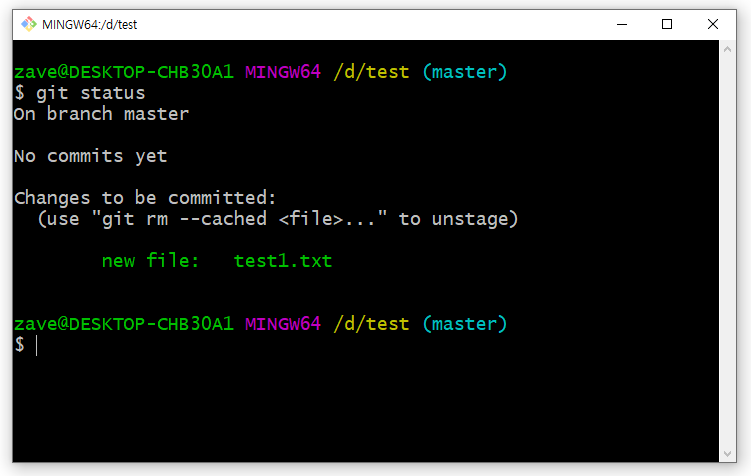 MINGW64:/d/test
zave@DESKTOP-CHB30A1 MINGW64 /d/test (master)
$ git status
On branch master
No commits yet
Changes to be committed:
  (use "git rm --cached <file>..." to unstage)
        new file:   test1.txt
zave@DESKTOP-CHB30A1 MINGW64 /d/test (master)
$